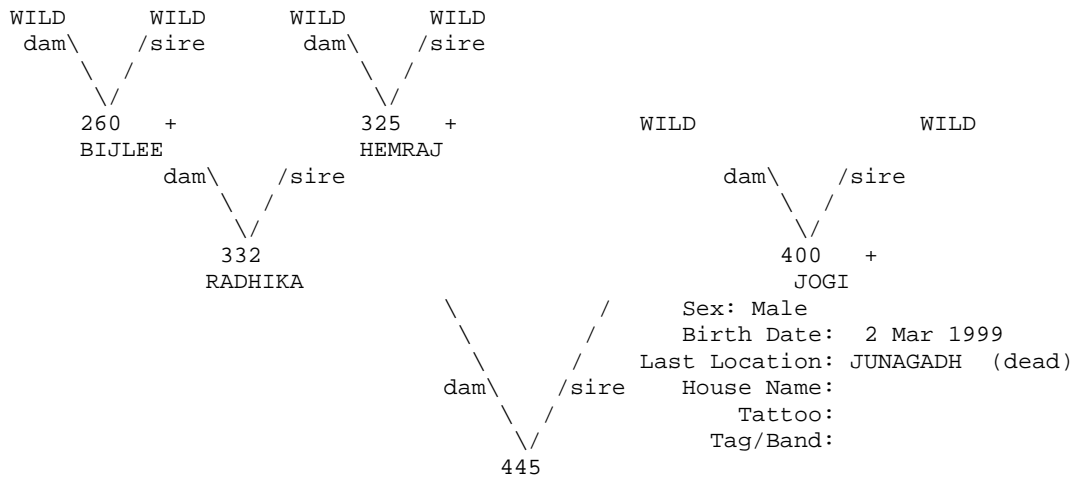 WILD WILD WILD WILD
dam\ /sire dam\ /sire
\ / \ /
\/ \/
260 + 325 + WILD WILD
BIJLEE HEMRAJ
dam\ /sire dam\ /sire
\ / \ /
\/ \/
332 400 +
RADHIKA JOGI
\ / Sex: Male
\ / Birth Date: 2 Mar 1999
\ / Last Location: JUNAGADH (dead)
dam\ /sire House Name:
\ / Tattoo:
\/ Tag/Band:
445